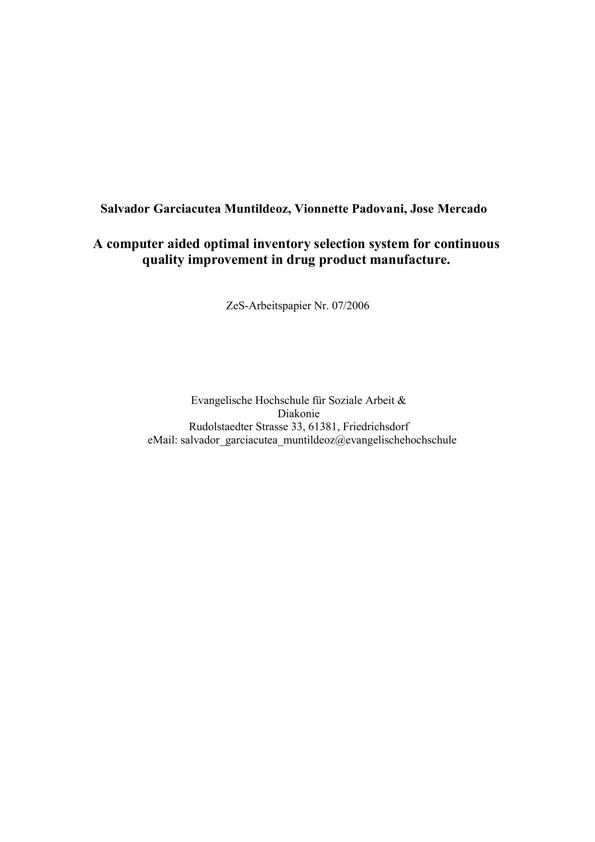 Salvador Garciacutea Muntildeoz, Vionnette Padovani, Jose Mercado
A computer aided optimal inventory selection system for continuous
quality improvement in drug product manufacture.
ZeS-Arbeitspapier Nr. 07/2006
Evangelische Hochschule für Soziale Arbeit &
Diakonie
Rudolstaedter Strasse 33, 61381, Friedrichsdorf
eMail: salvador_garciacutea_muntildeoz@evangelischehochschule